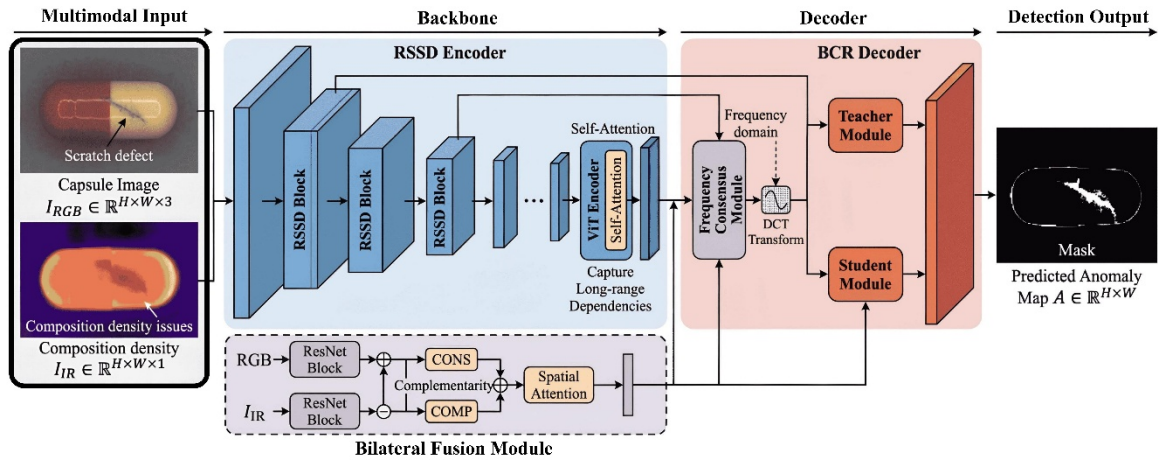 Multimodal Input
Backbone
Decoder
Detection Output
Scratch defect
Capsule Image
I_RGB ∈ ℝ^{H×W×3}
Composition density issues
Composition density
I_IR ∈ ℝ^{H×W×1}
RSSD Encoder
RSSD Block
RSSD Block
RSSD Block
...
Self-Attention
ViT Encoder
Self-Attention
Capture
Long-range
Dependencies
BCR Decoder
Frequency
domain
Frequency
Consensus
Module
DCT
Transform
Teacher
Module
Student
Module
Mask
Predicted Anomaly
Map A ∈ ℝ^{H×W}
RGB
ResNet
Block
I_IR
ResNet
Block
+
−
CONS
Complementarity
COMP
+
Spatial
Attention
Bilateral Fusion Module